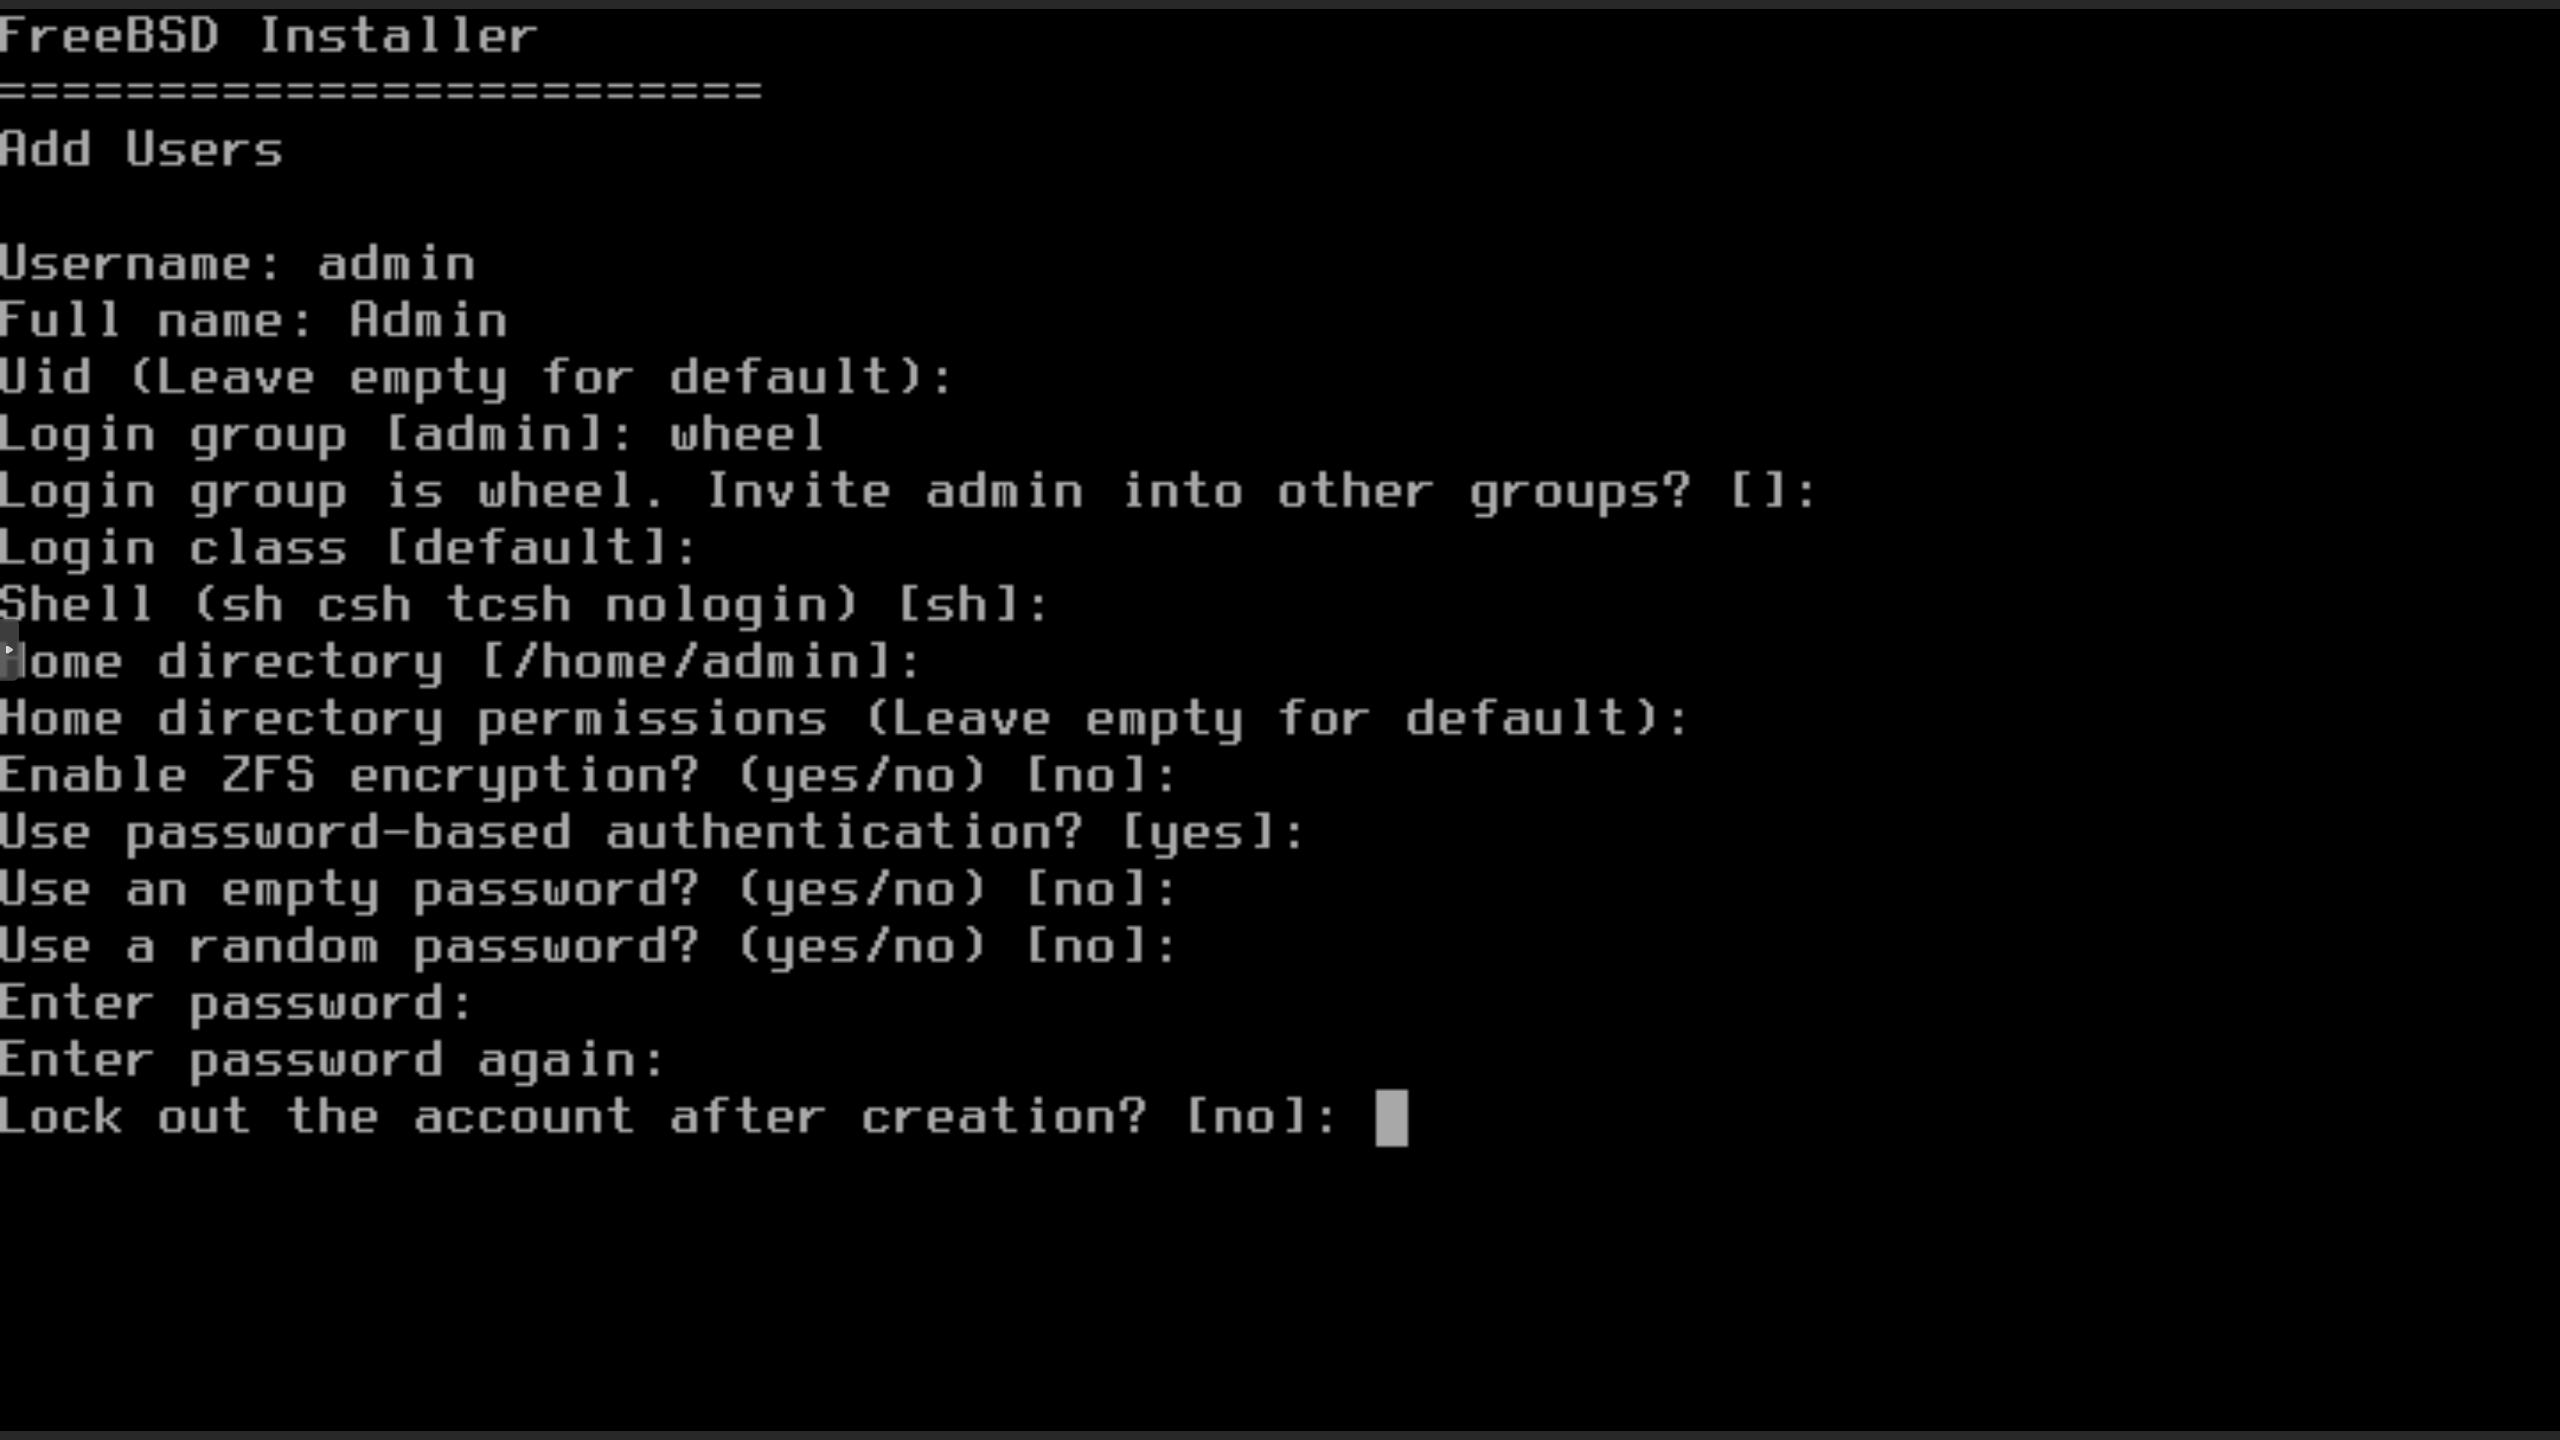 FreeBSD Installer
========================
Add Users
Username: admin
Full name: Admin
Uid (Leave empty for default):
Login group [admin]: wheel
Login group is wheel. Invite admin into other groups? []:
Login class [default]:
Shell (sh csh tcsh nologin) [sh]:
Home directory [/home/admin]:
Home directory permissions (Leave empty for default):
Enable ZFS encryption? (yes/no) [no]:
Use password-based authentication? [yes]:
Use an empty password? (yes/no) [no]:
Use a random password? (yes/no) [no]:
Enter password:
Enter password again:
Lock out the account after creation? [no]: